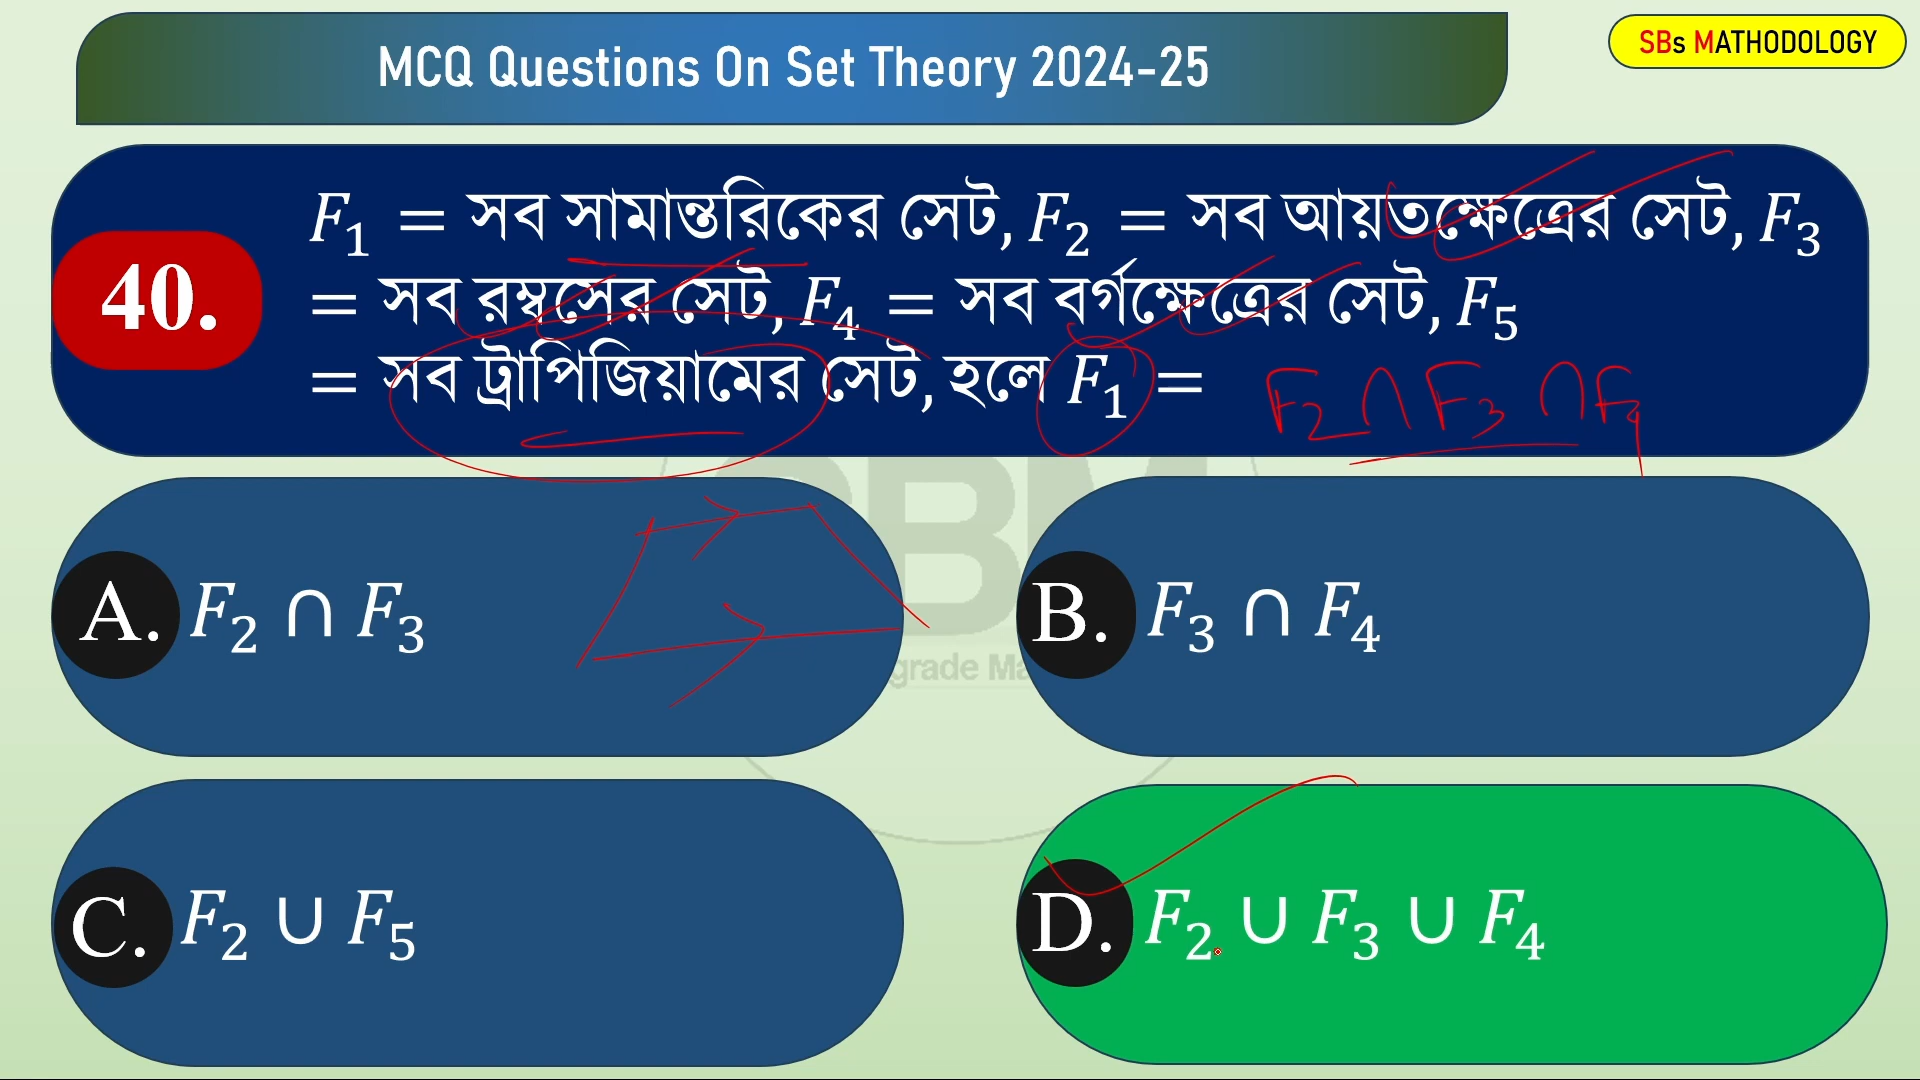 MCQ Questions On Set Theory 2024-25
SBs MATHODOLOGY
40.
F₁ = সব সামান্তরিকের সেট, F₂ = সব আয়তক্ষেত্রের সেট, F₃
= সব রম্বসের সেট, F₄ = সব বর্গক্ষেত্রের সেট, F₅
= সব ট্রাপিজিয়ামের সেট, হলে F₁ =
F₂ ∩ F₃ ∩ F₄
A. F₂ ∩ F₃
B. F₃ ∩ F₄
grade Ma
C. F₂ ∪ F₅
D. F₂ ∪ F₃ ∪ F₄